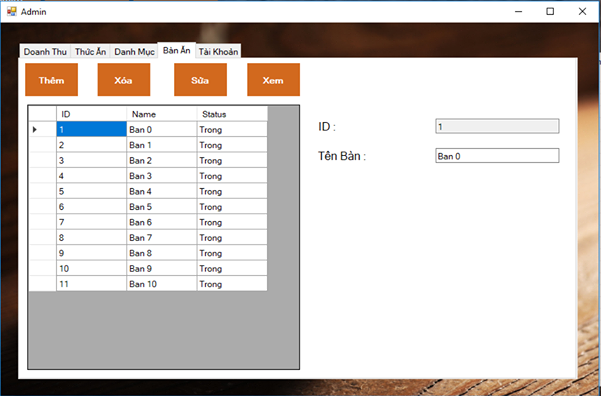 Admin
Doanh Thu Thức Ăn Danh Mục Bàn Ăn Tài Khoản
Thêm Xóa Sửa Xem
ID Name Status
1 Ban 0 Trong
2 Ban 1 Trong
3 Ban 2 Trong
4 Ban 3 Trong
5 Ban 4 Trong
6 Ban 5 Trong
7 Ban 6 Trong
8 Ban 7 Trong
9 Ban 8 Trong
10 Ban 9 Trong
11 Ban 10 Trong
ID : 1
Tên Bàn : Ban 0